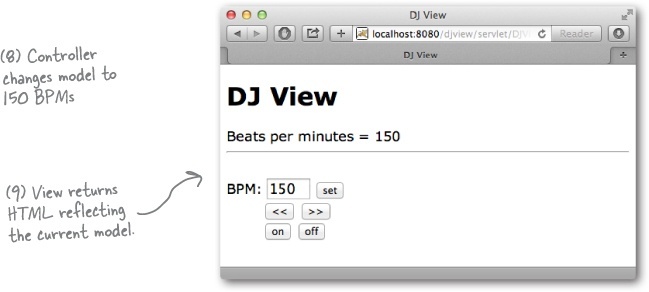 (8) Controller
changes model to
150 BPMs
DJ View
localhost:8080/djview/servlet/DJV
Reader
DJ View
DJ View
Beats per minutes = 150
BPM: 150 set
<< >>
on off
(9) View returns
HTML reflecting
the current model.